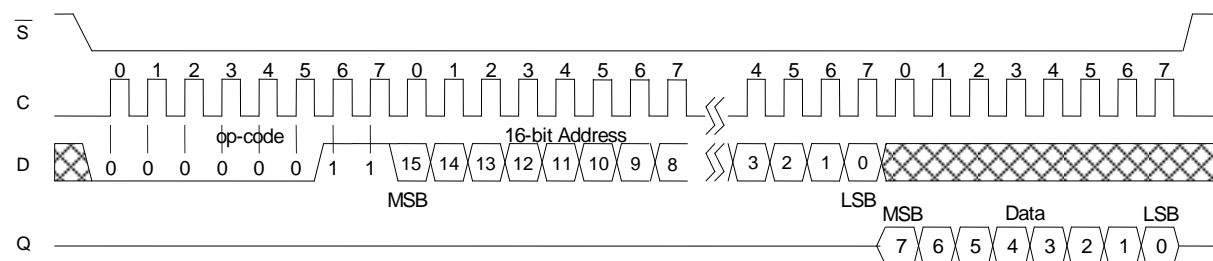 S
0 1 2 3 4 5 6 7 0 1 2 3 4 5 6 7 4 5 6 7 0 1 2 3 4 5 6 7
C
op-code 16-bit Address
D 0 0 0 0 0 0 1 1 15 14 13 12 11 10 9 8 3 2 1 0
MSB LSB MSB Data LSB
Q 7 6 5 4 3 2 1 0